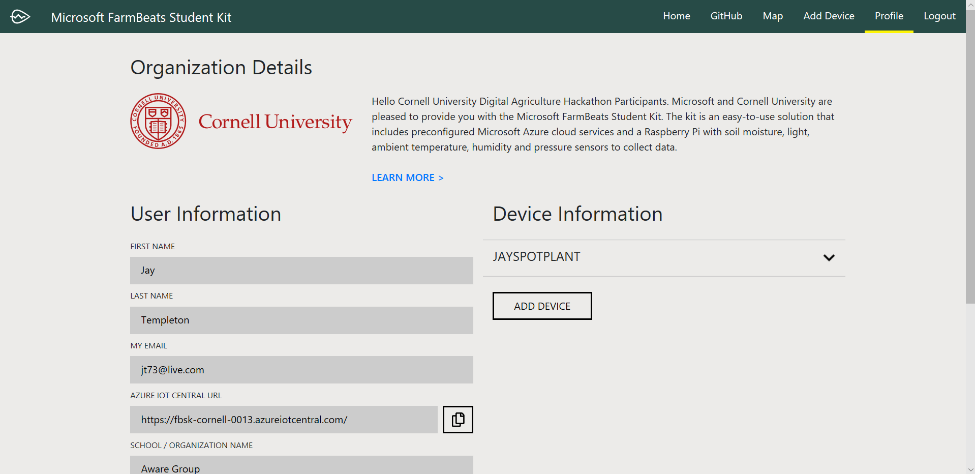 Microsoft FarmBeats Student Kit
Home GitHub Map Add Device Profile Logout
Organization Details
Cornell University
Hello Cornell University Digital Agriculture Hackathon Participants. Microsoft and Cornell University are
pleased to provide you with the Microsoft FarmBeats Student Kit. The kit is an easy-to-use solution that
includes preconfigured Microsoft Azure cloud services and a Raspberry Pi with soil moisture, light,
ambient temperature, humidity and pressure sensors to collect data.
LEARN MORE >
User Information
FIRST NAME
Jay
LAST NAME
Templeton
MY EMAIL
jt73@live.com
AZURE IOT CENTRAL URL
https://fbsk-cornell-0013.azureiotcentral.com/
SCHOOL / ORGANIZATION NAME
Aware Group
Device Information
JAYSPOTPLANT
ADD DEVICE